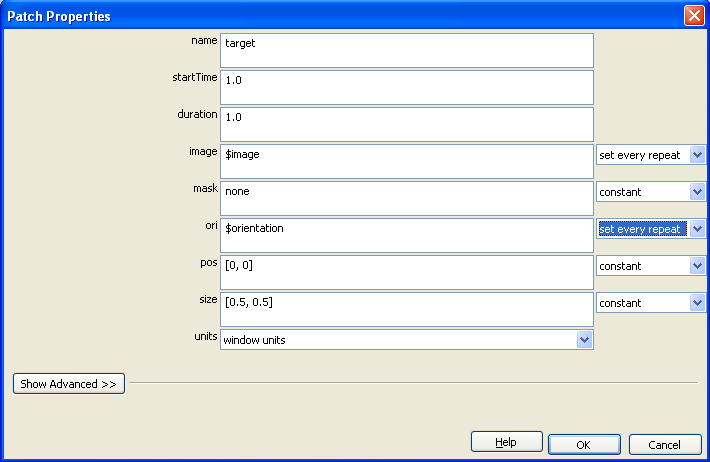 Patch Properties
name target
startTime 1.0
duration 1.0
image $image set every repeat
mask none constant
ori $orientation set every repeat
pos [0, 0] constant
size [0.5, 0.5] constant
units window units
Show Advanced >>
Help OK Cancel